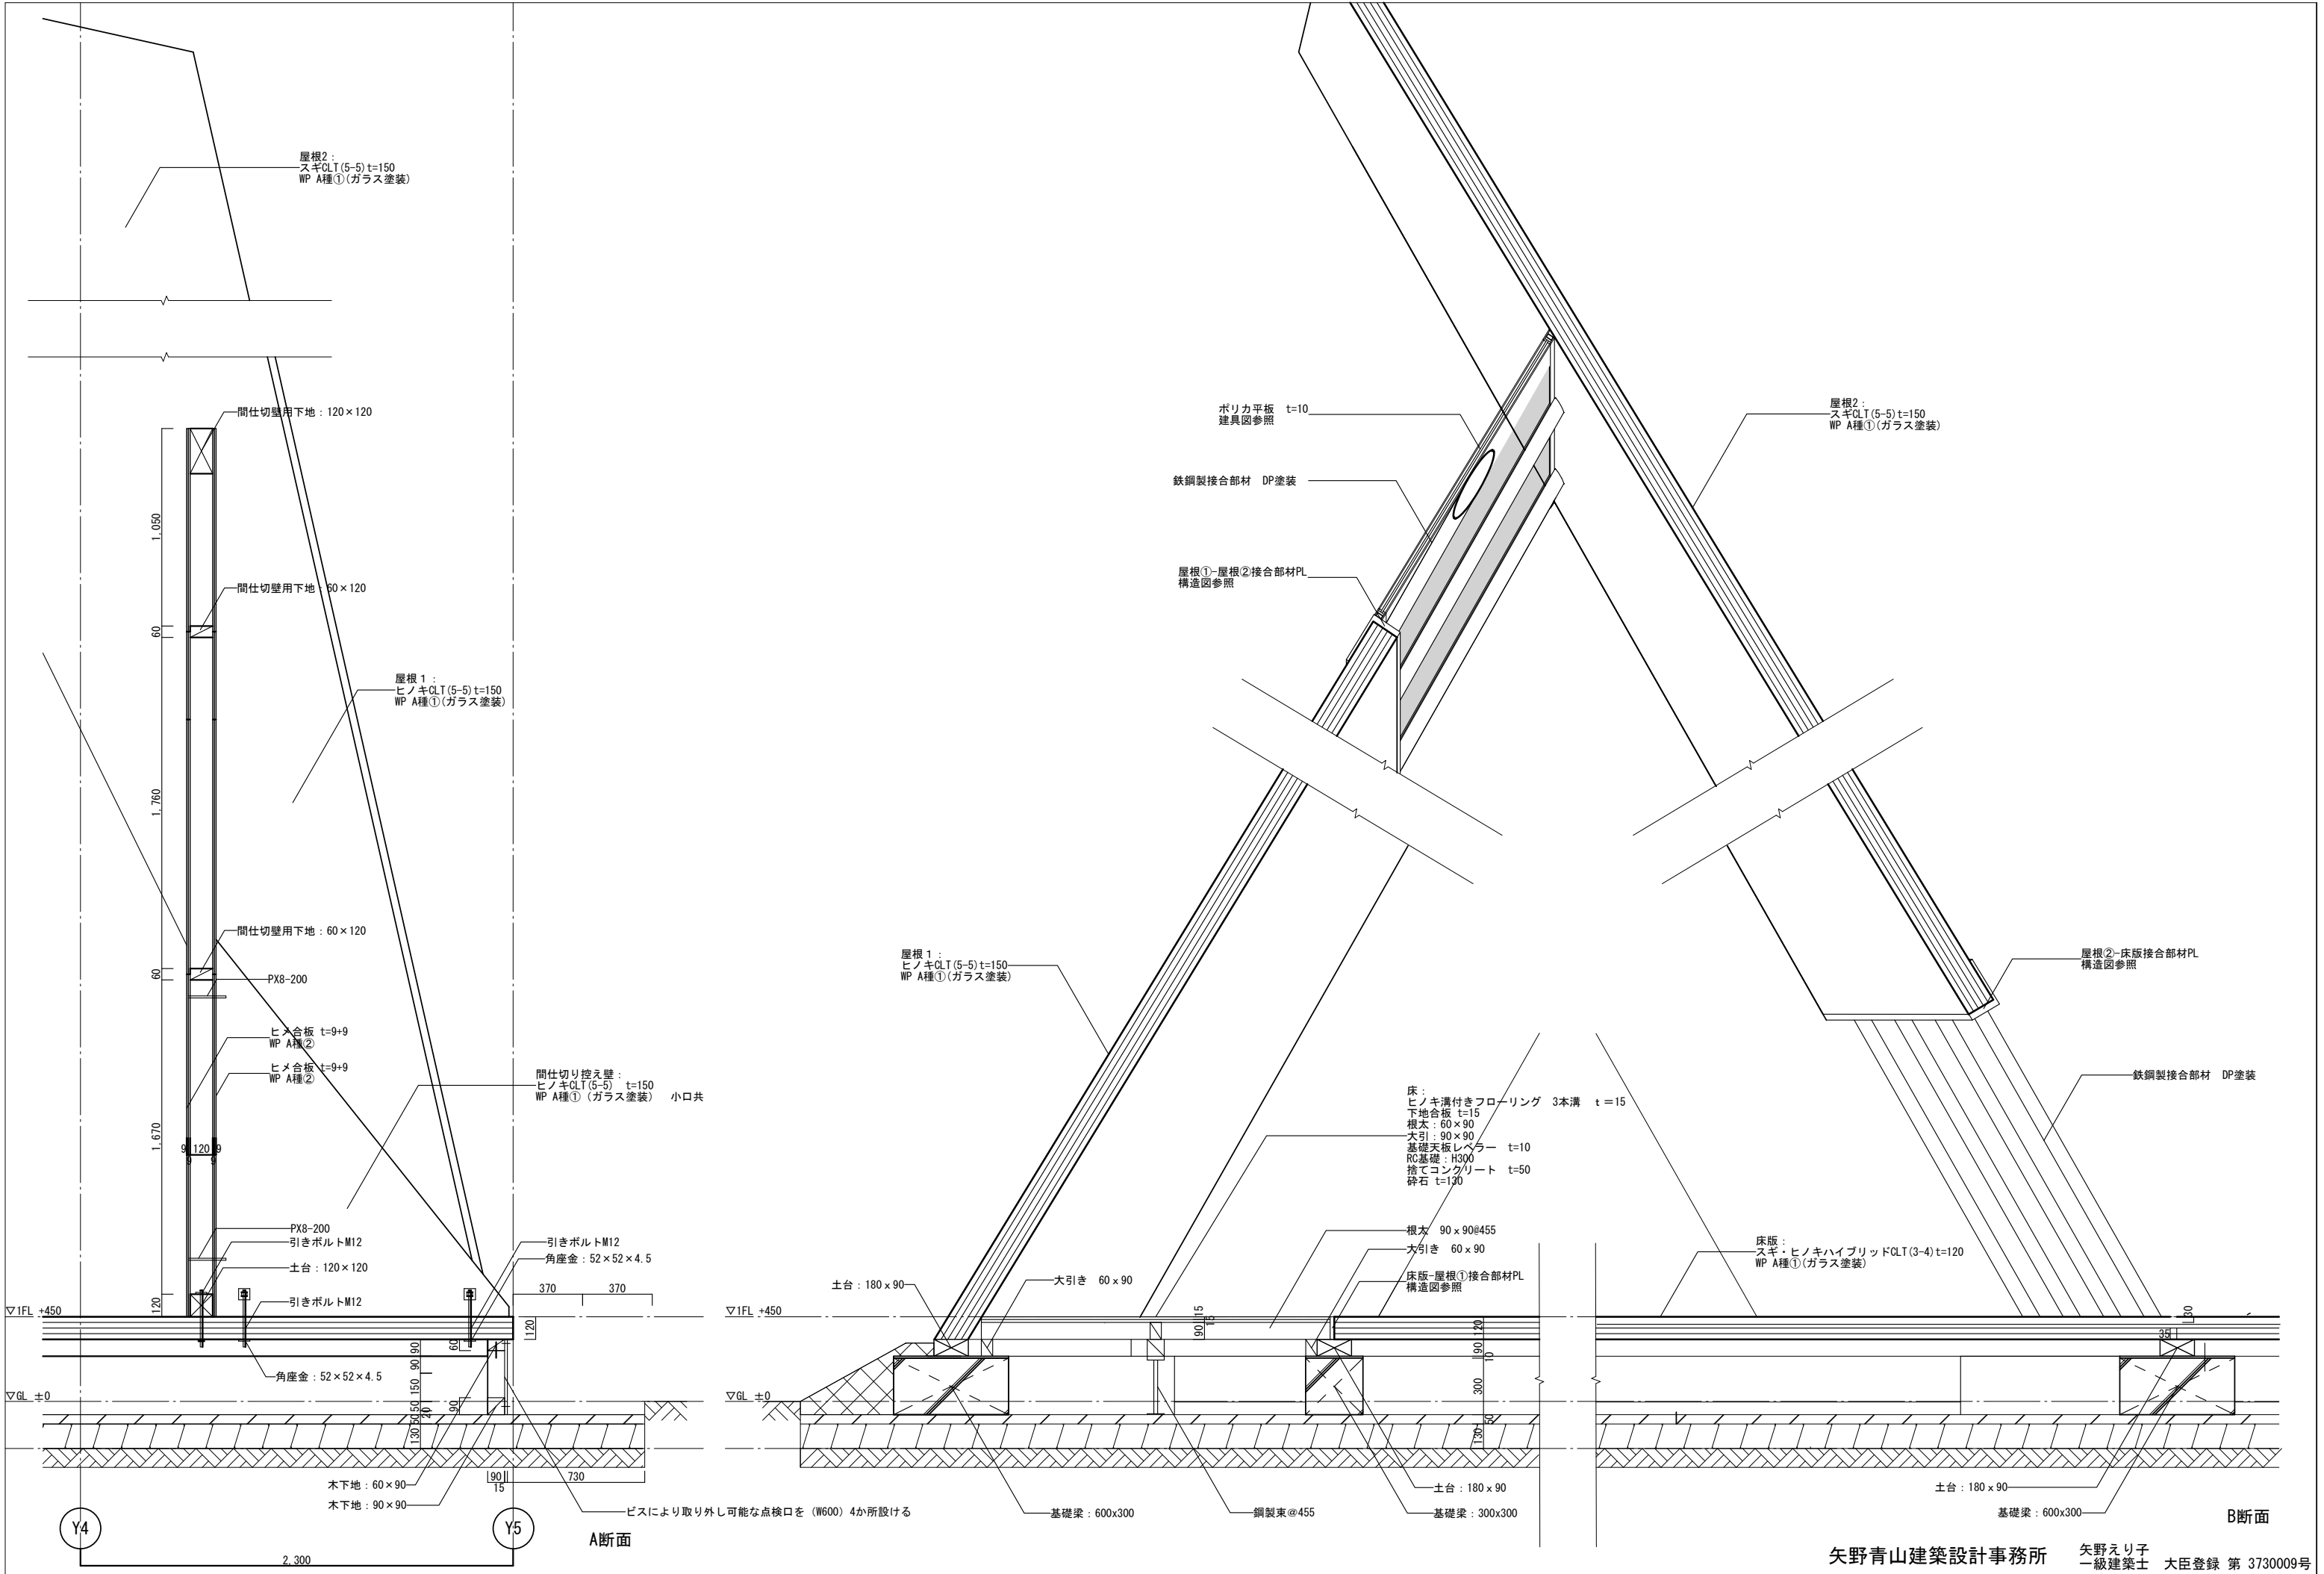 屋根2：
スギCLT(5-5)t=150
WP A種①(ガラス塗装)
間仕切壁用下地：120×120
1,050
間仕切壁用下地：60×120
60
屋根１：
ヒノキCLT(5-5)t=150
WP A種①(ガラス塗装)
1,760
間仕切壁用下地：60×120
60
PX8-200
ヒメ合板 t=9+9
WP A種②
ヒメ合板 t=9+9
WP A種②
間仕切り控え壁：
ヒノキCLT(5-5)　t=150
WP A種①（ガラス塗装）　小口共
1,670
9 120 9
9 9
PX8-200
引きボルトM12
土台：120×120
引きボルトM12
引きボルトM12
角座金：52×52×4.5
370 370
120
▽1FL +450
120
60
90
90
150
50
20
50
130
90
角座金：52×52×4.5
▽GL ±0
90 730
15
木下地：60×90
木下地：90×90
ビスにより取り外し可能な点検口を（W600）4か所設ける
Y4
Y5
2,300
A断面
ポリカ平板　t=10
建具図参照
鉄鋼製接合部材　DP塗装
屋根①-屋根②接合部材PL
構造図参照
屋根2：
スギCLT(5-5)t=150
WP A種①(ガラス塗装)
屋根１：
ヒノキCLT(5-5)t=150
WP A種①(ガラス塗装)
屋根②-床版接合部材PL
構造図参照
鉄鋼製接合部材　DP塗装
床：
ヒノキ溝付きフローリング　3本溝　ｔ＝15
下地合板 t=15
根太：60×90
大引：90×90
基礎天板レベラー　t=10
RC基礎：H300
捨てコンクリート　t=50
砕石 t=130
根太　90ｘ90@455
大引き　60ｘ90
床版-屋根①接合部材PL
構造図参照
床版：
スギ・ヒノキハイブリッドCLT(3-4)t=120
WP A種①(ガラス塗装)
土台：180ｘ90
大引き　60ｘ90
▽1FL +450
15
15
90
120
90
10
300
50
130
30
35
▽GL ±0
基礎梁：600x300
鋼製束@455
土台：180ｘ90
基礎梁：300x300
土台：180ｘ90
基礎梁：600x300
B断面
矢野青山建築設計事務所
矢野えり子
一級建築士　大臣登録 第 3730009号